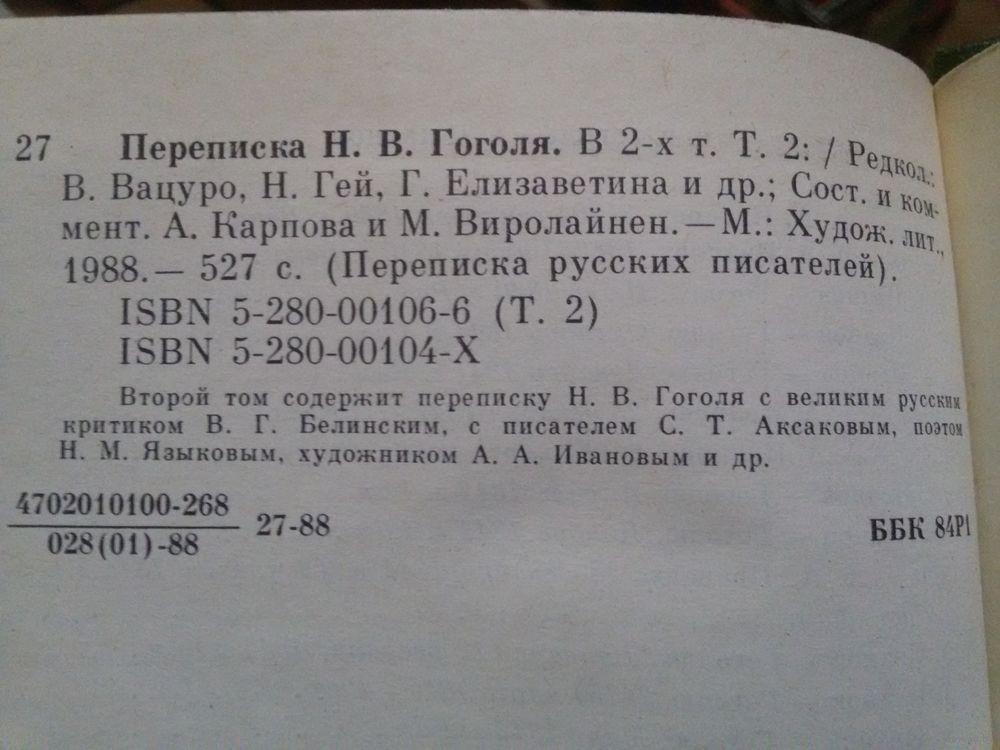 27 Переписка Н. В. Гоголя. В 2-х т. Т. 2: / Редкол.:
В. Вацуро, Н. Гей, Г. Елизаветина и др.; Сост. и ком-
мент. А. Карпова и М. Виролайнен. — М.: Худож. лит.,
1988. — 527 с. (Переписка русских писателей).
ISBN 5-280-00106-6 (Т. 2)
ISBN 5-280-00104-X
Второй том содержит переписку Н. В. Гоголя с великим русским
критиком В. Г. Белинским, с писателем С. Т. Аксаковым, поэтом
Н. М. Языковым, художником А. А. Ивановым и др.
4702010100-268
028(01)-88
27-88
ББК 84Р1